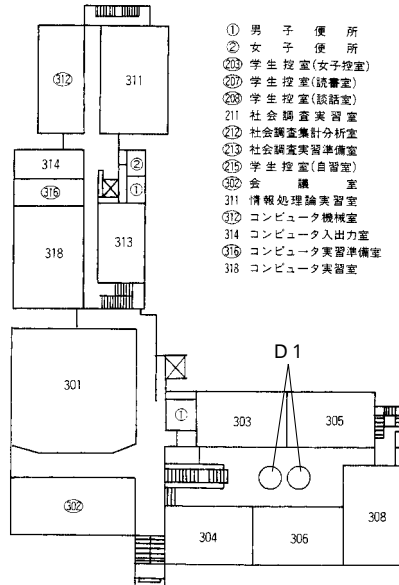 ① 男子便所
② 女子便所
203 学生控室(女子控室)
207 学生控室(読書室)
208 学生控室(談話室)
211 社会調査実習室
212 社会調査集計分析室
213 社会調査実習準備室
215 学生控室(自習室)
302 会議室
311 情報処理論実習室
312 コンピュータ機械室
314 コンピュータ入出力室
316 コンピュータ実習準備室
318 コンピュータ実習室
312
311
314
②
316
①
318
313
D1
301
①
303
305
302
304
306
308